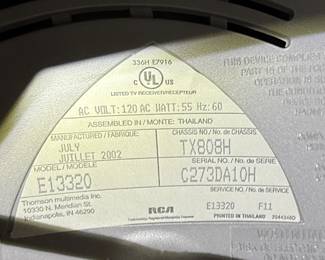 336H E7916
C UL US
LISTED TV RECEIVER/RECEPTEUR
AC VOLT: 120 AC WATT: 55 Hz: 60
ASSEMBLED IN / MONTE: THAILAND
MANUFACTURED / FABRIQUE:
JULY
JUILLET 2002
CHASSIS NO / NO. de CHASSIS
TX808H
MODEL / MODELE
E13320
SERIAL NO. / NO. de SERIE
C273DA10H
SERVICE NO. / No de SERVICE
E13320 F11
Thomson multimedia Inc.
10330 N. Meridian St.
Indianapolis, IN 46290
RCA
PRINTED IN THAILAND
THIS DEVICE COMPLIES
PART 15 OF THE FCC